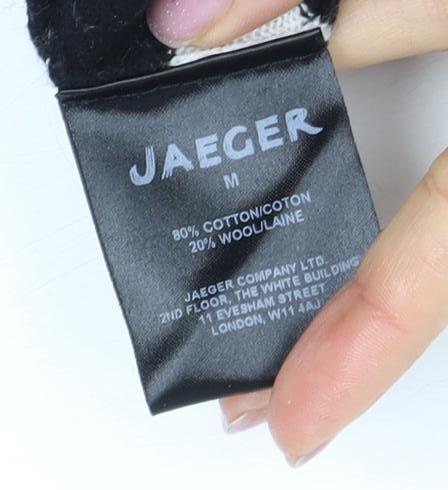 JAEGER
M
80% COTTON/COTON
20% WOOL/LAINE
JAEGER COMPANY LTD.
2ND FLOOR, THE WHITE BUILDING
11 EVESHAM STREET
LONDON, W11 4AJ